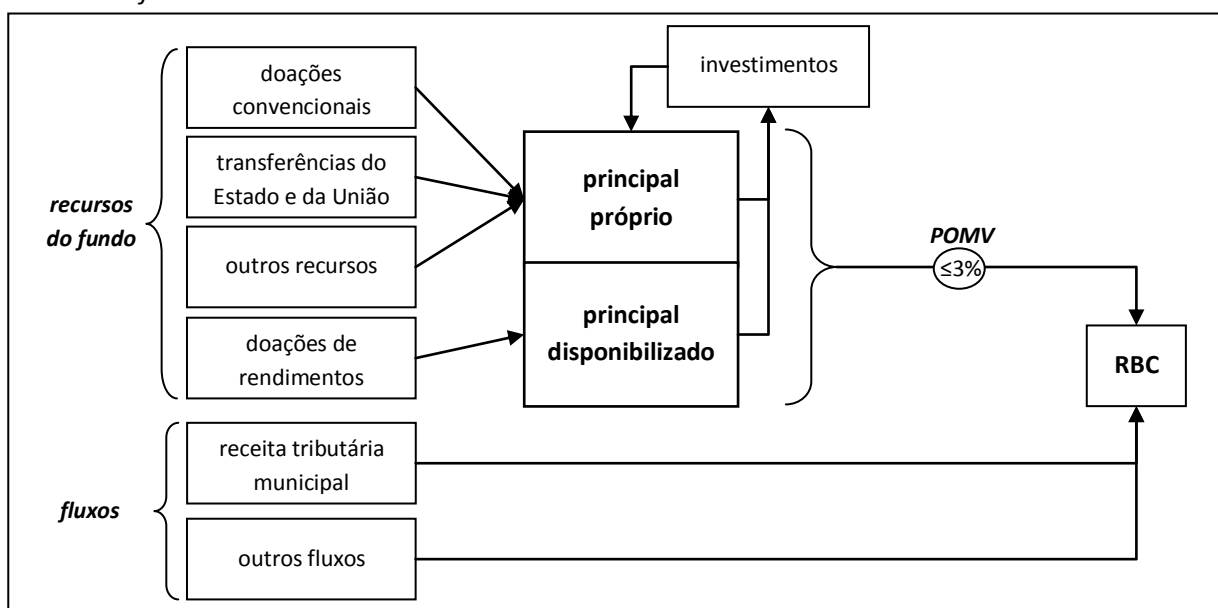 recursos
do fundo
doações
convencionais
transferências do
Estado e da União
outros recursos
doações de
rendimentos
investimentos
principal
próprio
principal
disponibilizado
POMV
≤3%
RBC
fluxos
receita tributária
municipal
outros fluxos